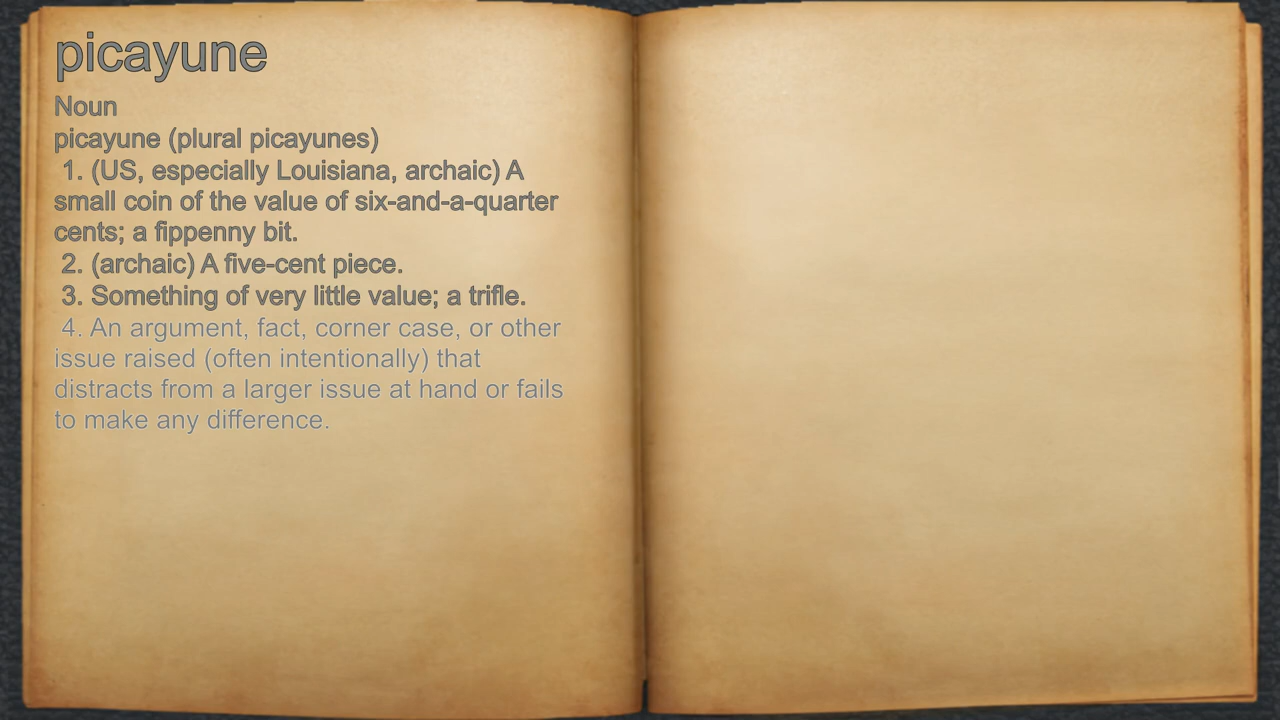 picayune
Noun
picayune (plural picayunes)
1. (US, especially Louisiana, archaic) A
small coin of the value of six-and-a-quarter
cents; a fippenny bit.
2. (archaic) A five-cent piece.
3. Something of very little value; a trifle.
4. An argument, fact, corner case, or other
issue raised (often intentionally) that
distracts from a larger issue at hand or fails
to make any difference.